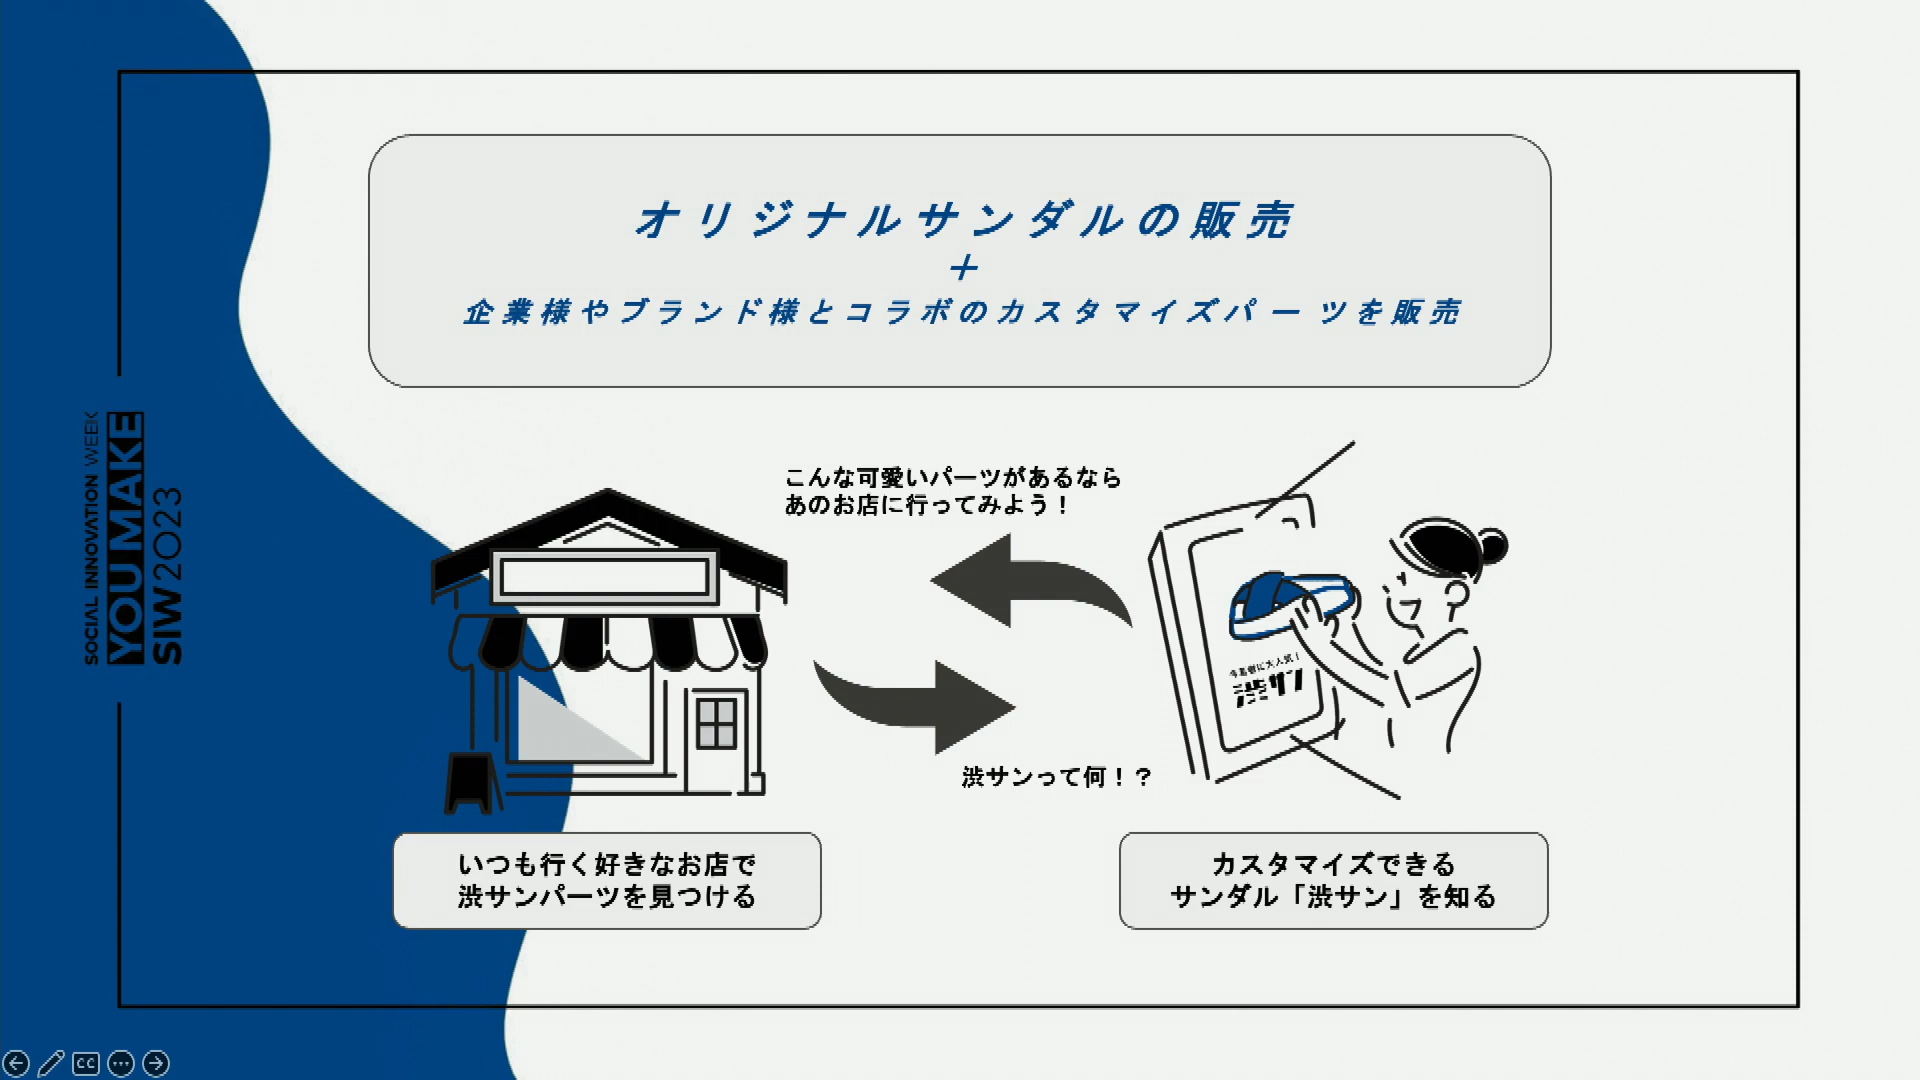 オリジナルサンダルの販売
＋
企業様やブランド様とコラボのカスタマイズパーツを販売
こんな可愛いパーツがあるなら
あのお店に行ってみよう！
SOCIAL INNOVATION WEEK
YOU MAKE
SIW2023
渋サン
渋サンって何！？
いつも行く好きなお店で
渋サンパーツを見つける
カスタマイズできる
サンダル「渋サン」を知る
CC